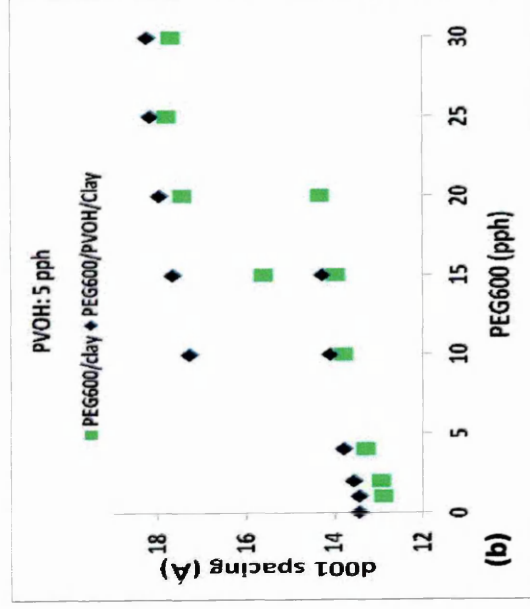 PVOH: 5 pph
PEG600/clay PEG600/PVOH/Clay
d001 spacing (Å)
18
16
14
12
0 5 10 15 20 25 30
PEG600 (pph)
(b)